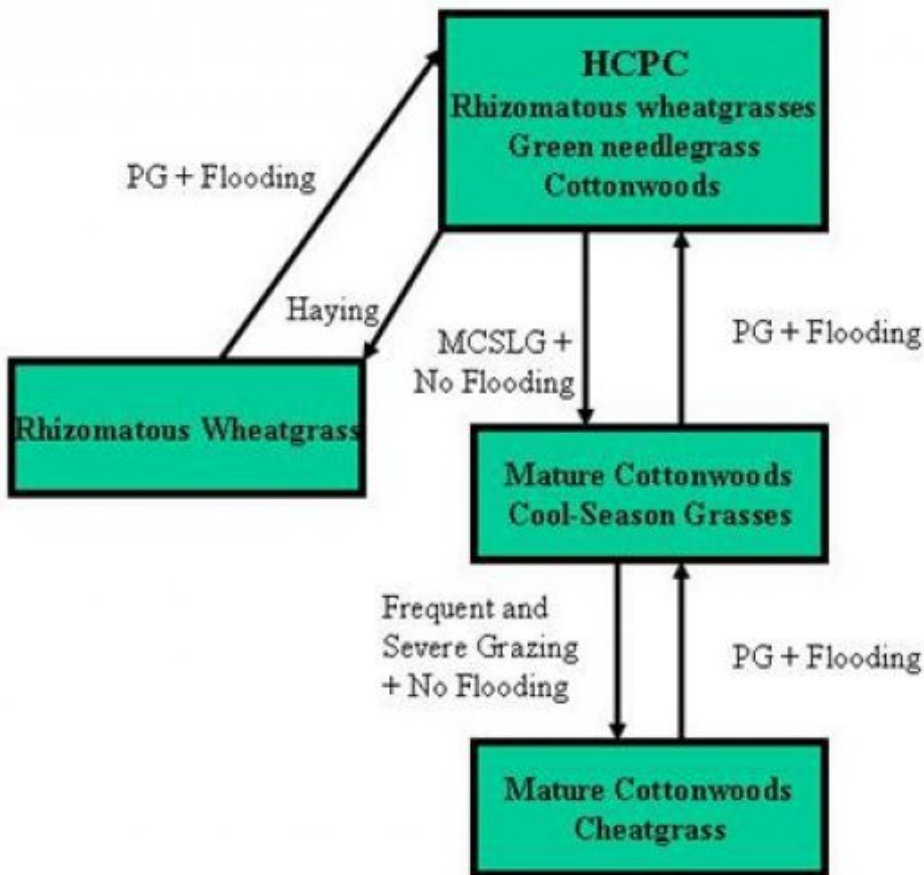 HCPC
Rhizomatous wheatgrasses
Green needlegrass
Cottonwoods
PG + Flooding
Haying
MCSLG +
No Flooding
PG + Flooding
Rhizomatous Wheatgrass
Mature Cottonwoods
Cool-Season Grasses
Frequent and
Severe Grazing
+ No Flooding
PG + Flooding
Mature Cottonwoods
Cheatgrass